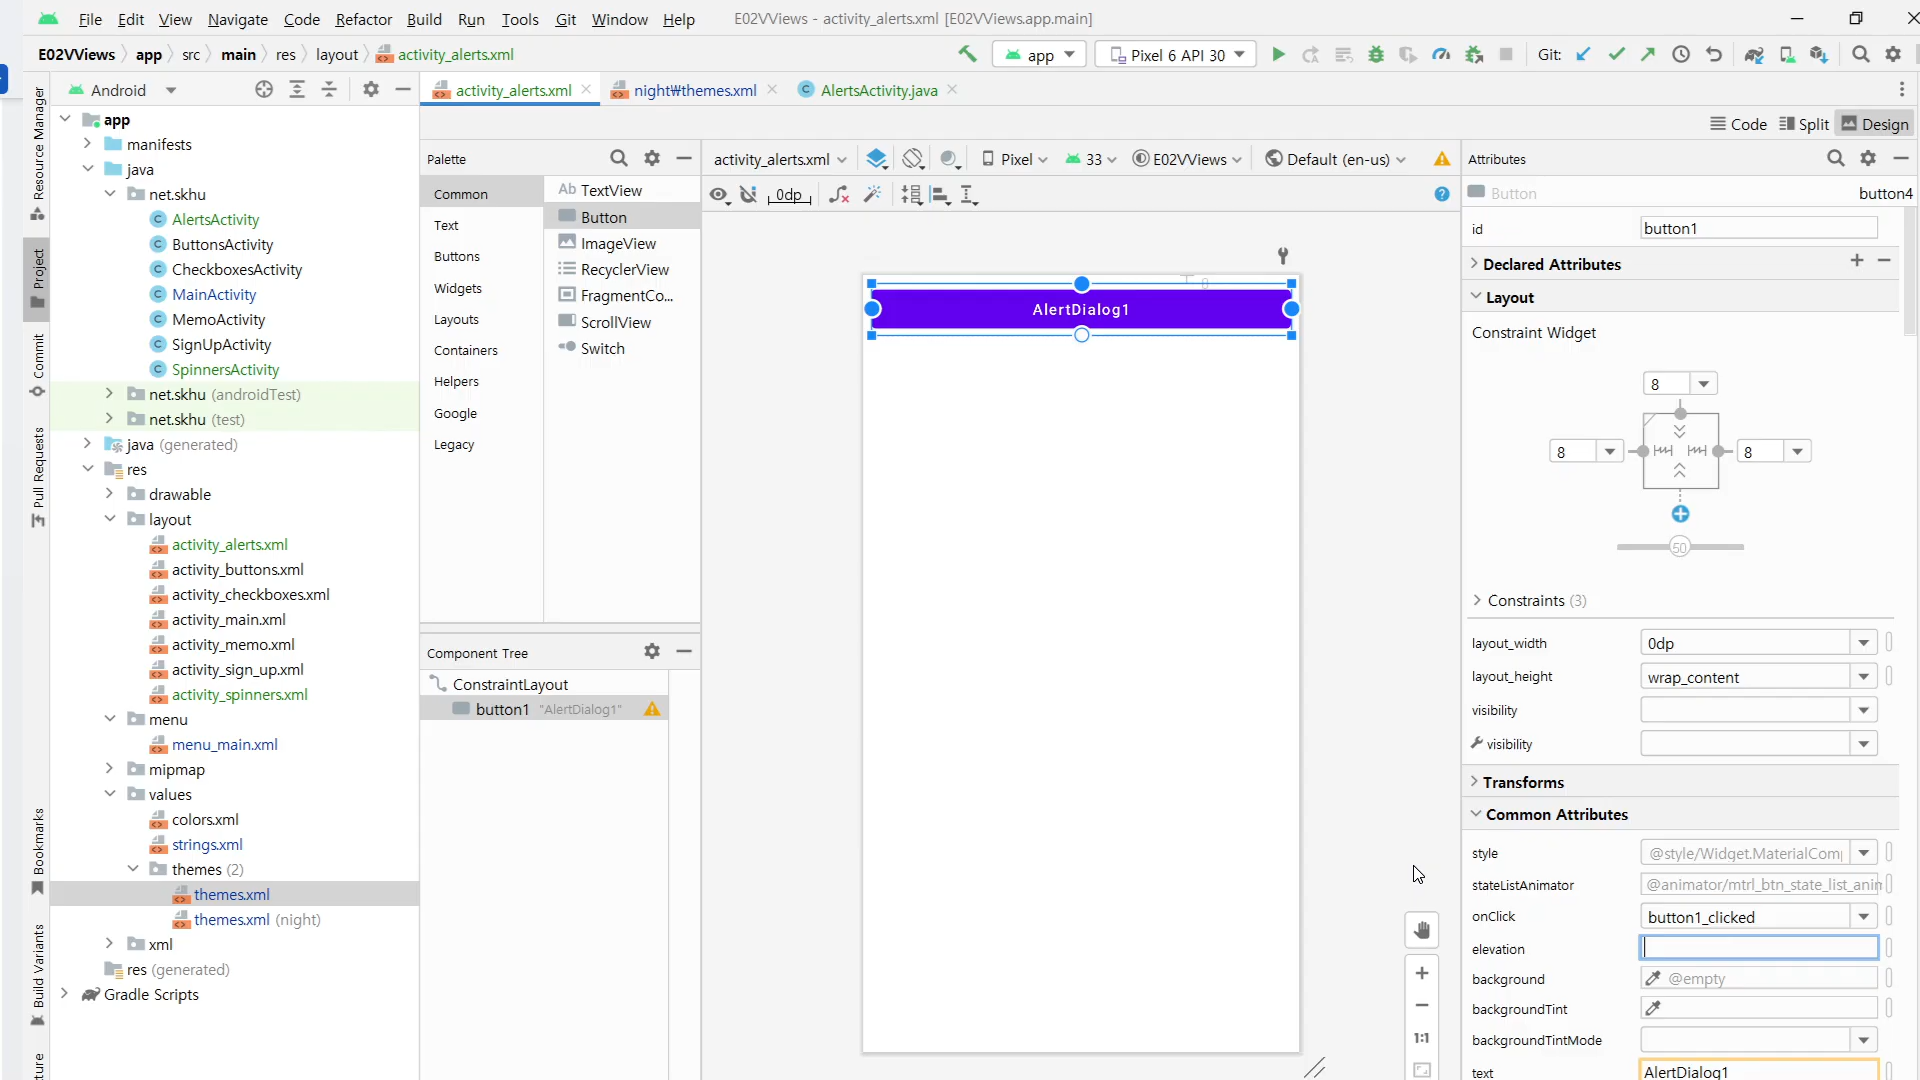 File Edit View Navigate Code Refactor Build Run Tools Git Window Help E02VViews - activity_alerts.xml [E02VViews.app.main]
E02VViews app src main res layout activity_alerts.xml app Pixel 6 API 30 Git:
Android activity_alerts.xml night₩themes.xml AlertsActivity.java
Code Split Design
Resource Manager
Project
Commit
Pull Requests
Bookmarks
Build Variants
app
manifests
java
net.skhu
AlertsActivity
ButtonsActivity
CheckboxesActivity
MainActivity
MemoActivity
SignUpActivity
SpinnersActivity
net.skhu (androidTest)
net.skhu (test)
java (generated)
res
drawable
layout
activity_alerts.xml
activity_buttons.xml
activity_checkboxes.xml
activity_main.xml
activity_memo.xml
activity_sign_up.xml
activity_spinners.xml
menu
menu_main.xml
mipmap
values
colors.xml
strings.xml
themes (2)
themes.xml
themes.xml (night)
xml
res (generated)
Gradle Scripts
Palette
Common
Text
Buttons
Widgets
Layouts
Containers
Helpers
Google
Legacy
Ab TextView
Button
ImageView
RecyclerView
FragmentCo...
ScrollView
Switch
Component Tree
ConstraintLayout
button1 "AlertDialog1"
activity_alerts.xml Pixel 33 E02VViews Default (en-us)
0dp
AlertDialog1
1:1
Attributes
Button button4
id button1
Declared Attributes
Layout
Constraint Widget
8
8 8
50
Constraints (3)
layout_width 0dp
layout_height wrap_content
visibility
visibility
Transforms
Common Attributes
style @style/Widget.MaterialComp
stateListAnimator @animator/mtrl_btn_state_list_anim
onClick button1_clicked
elevation
background @empty
backgroundTint
backgroundTintMode
text AlertDialog1